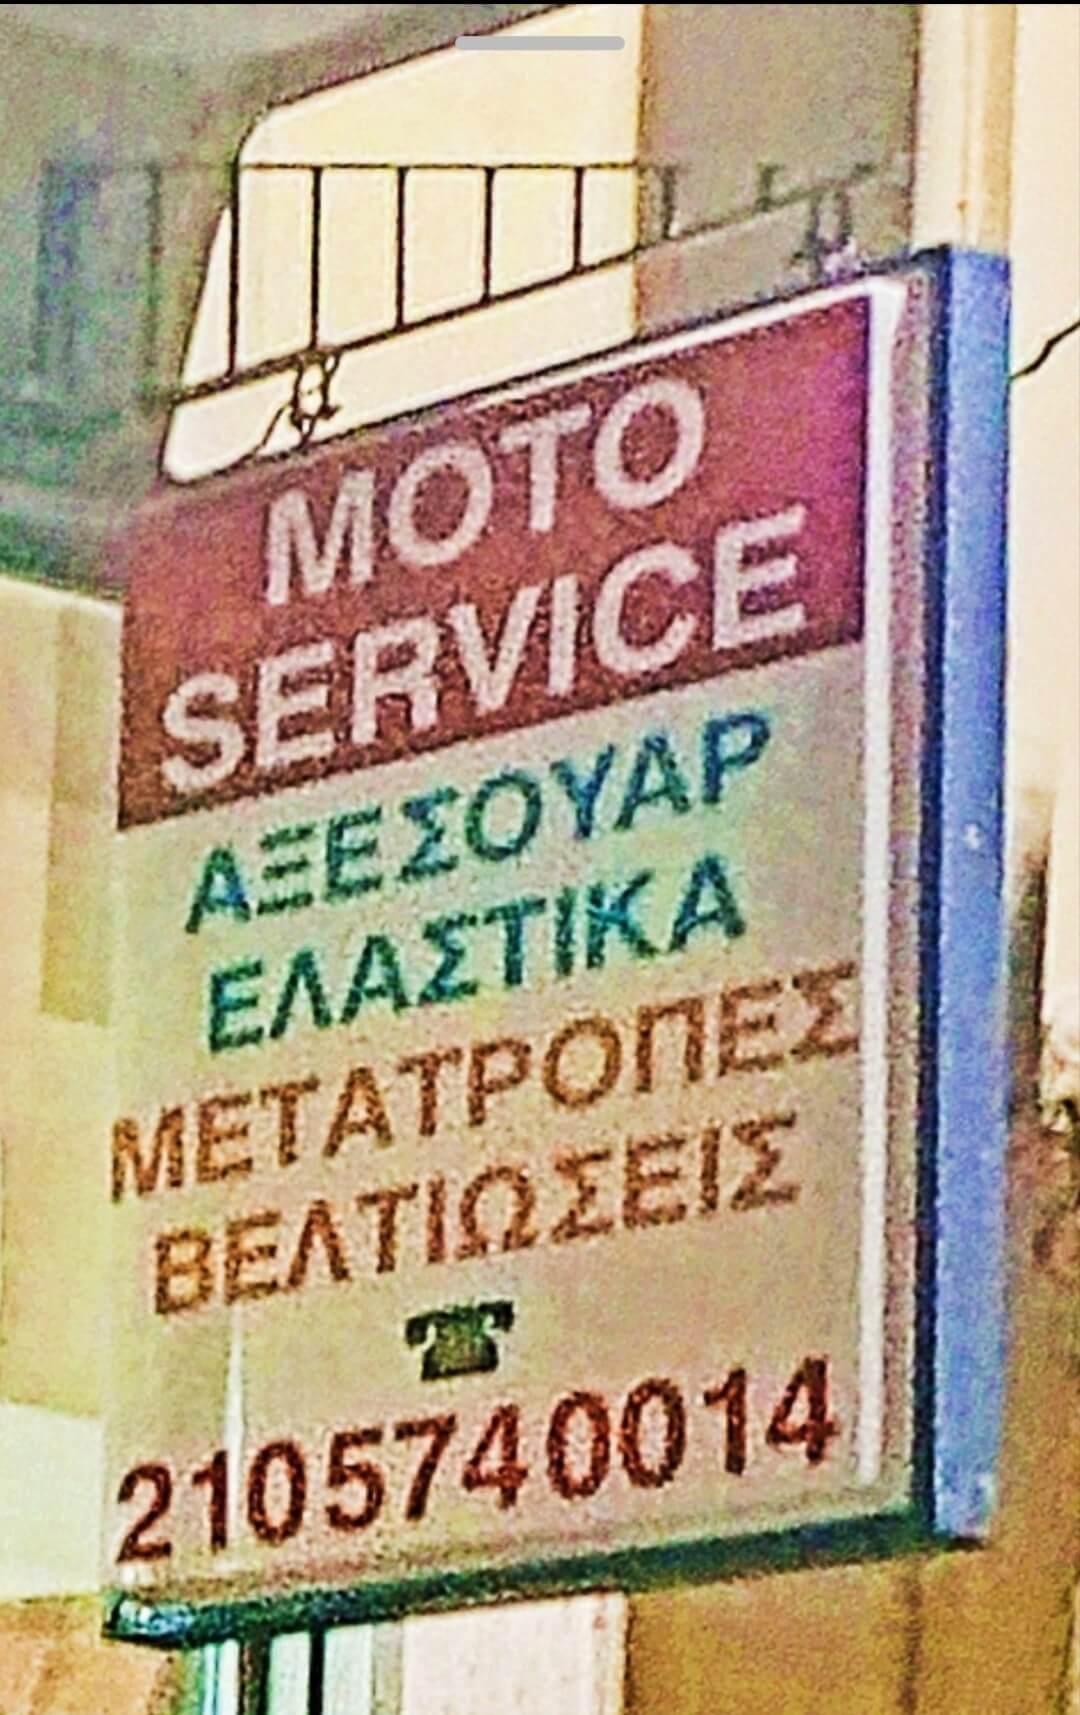 MOTO
SERVICE
ΑΞΕΣΟΥΑΡ
ΕΛΑΣΤΙΚΑ
ΜΕΤΑΤΡΟΠΕΣ
ΒΕΛΤΙΩΣΕΙΣ
☎
2105740014